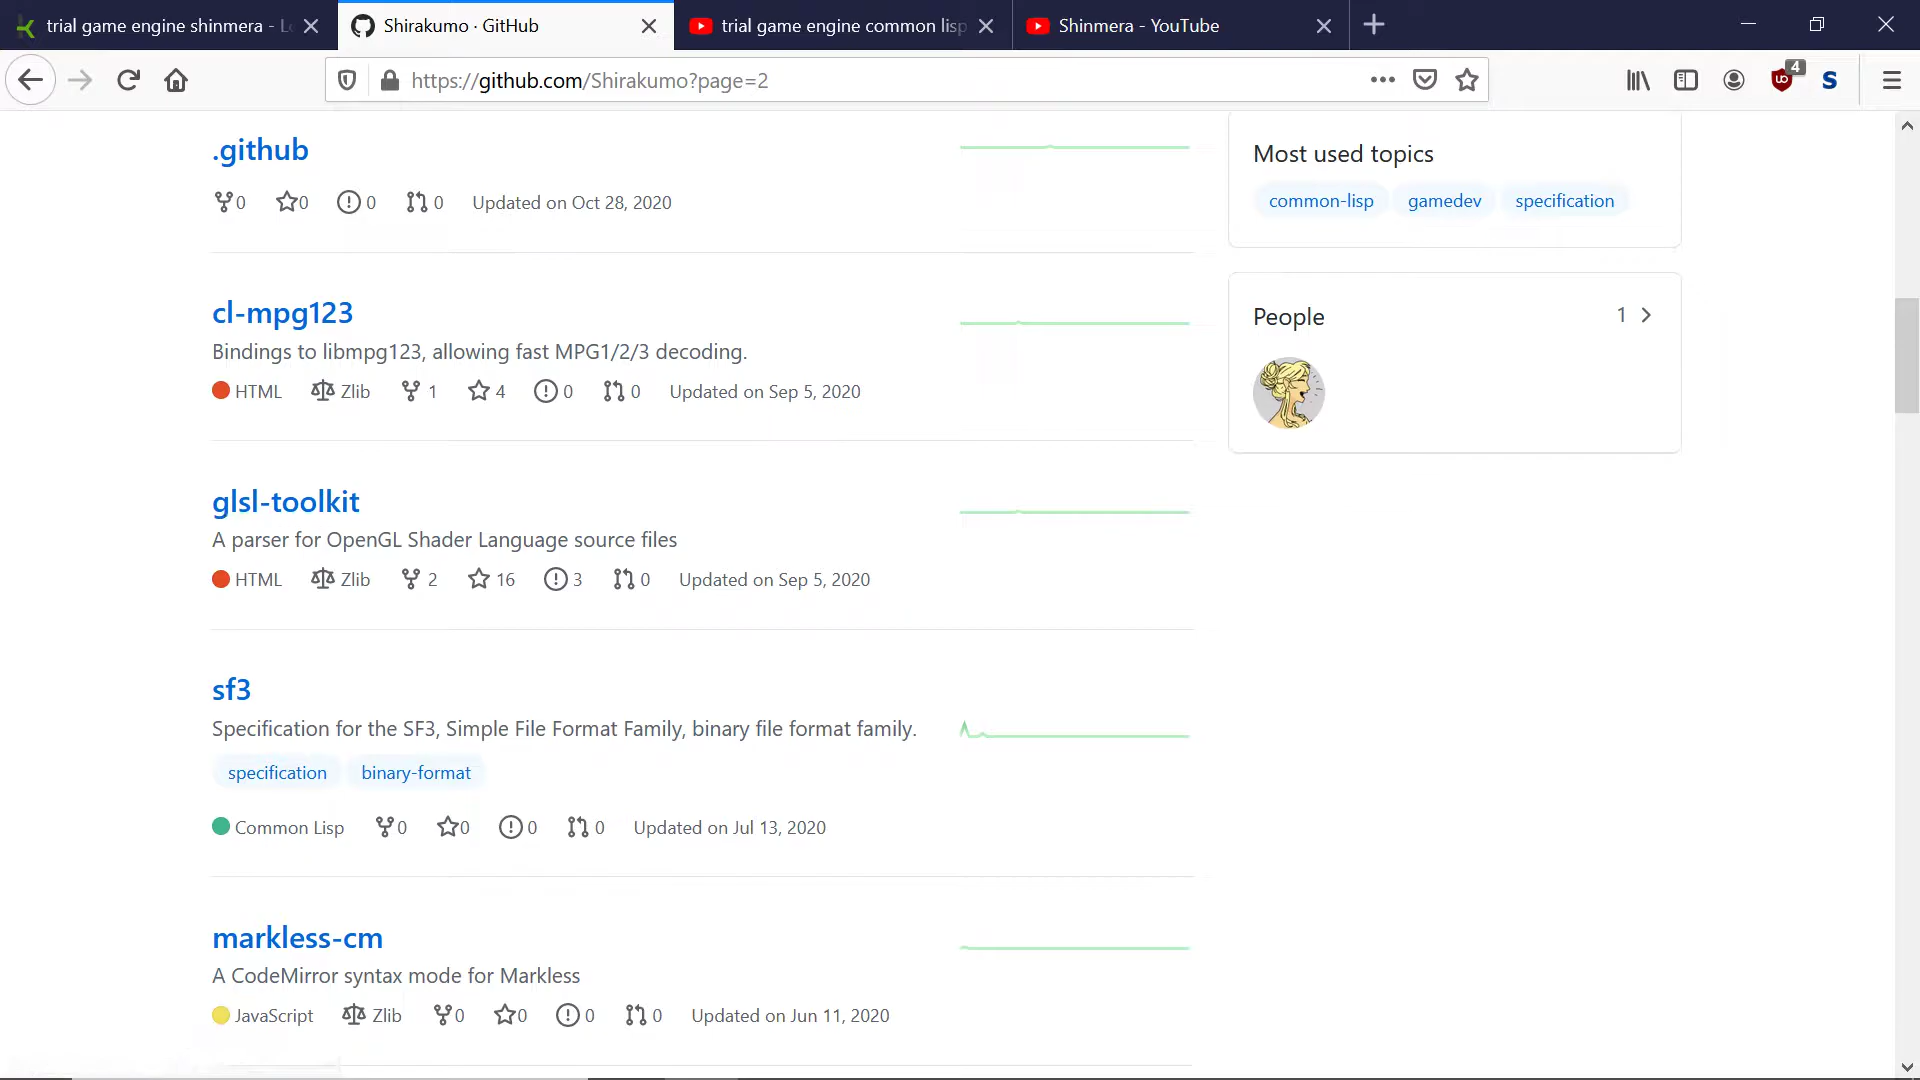 trial game engine shinmera - Lo
Shirakumo · GitHub
trial game engine common lisp
Shinmera - YouTube
https://github.com/Shirakumo?page=2
4
S
.github
0 0 0 0 Updated on Oct 28, 2020
cl-mpg123
Bindings to libmpg123, allowing fast MPG1/2/3 decoding.
HTML Zlib 1 4 0 0 Updated on Sep 5, 2020
glsl-toolkit
A parser for OpenGL Shader Language source files
HTML Zlib 2 16 3 0 Updated on Sep 5, 2020
sf3
Specification for the SF3, Simple File Format Family, binary file format family.
specification binary-format
Common Lisp 0 0 0 0 Updated on Jul 13, 2020
markless-cm
A CodeMirror syntax mode for Markless
JavaScript Zlib 0 0 0 0 Updated on Jun 11, 2020
Most used topics
common-lisp gamedev specification
People 1